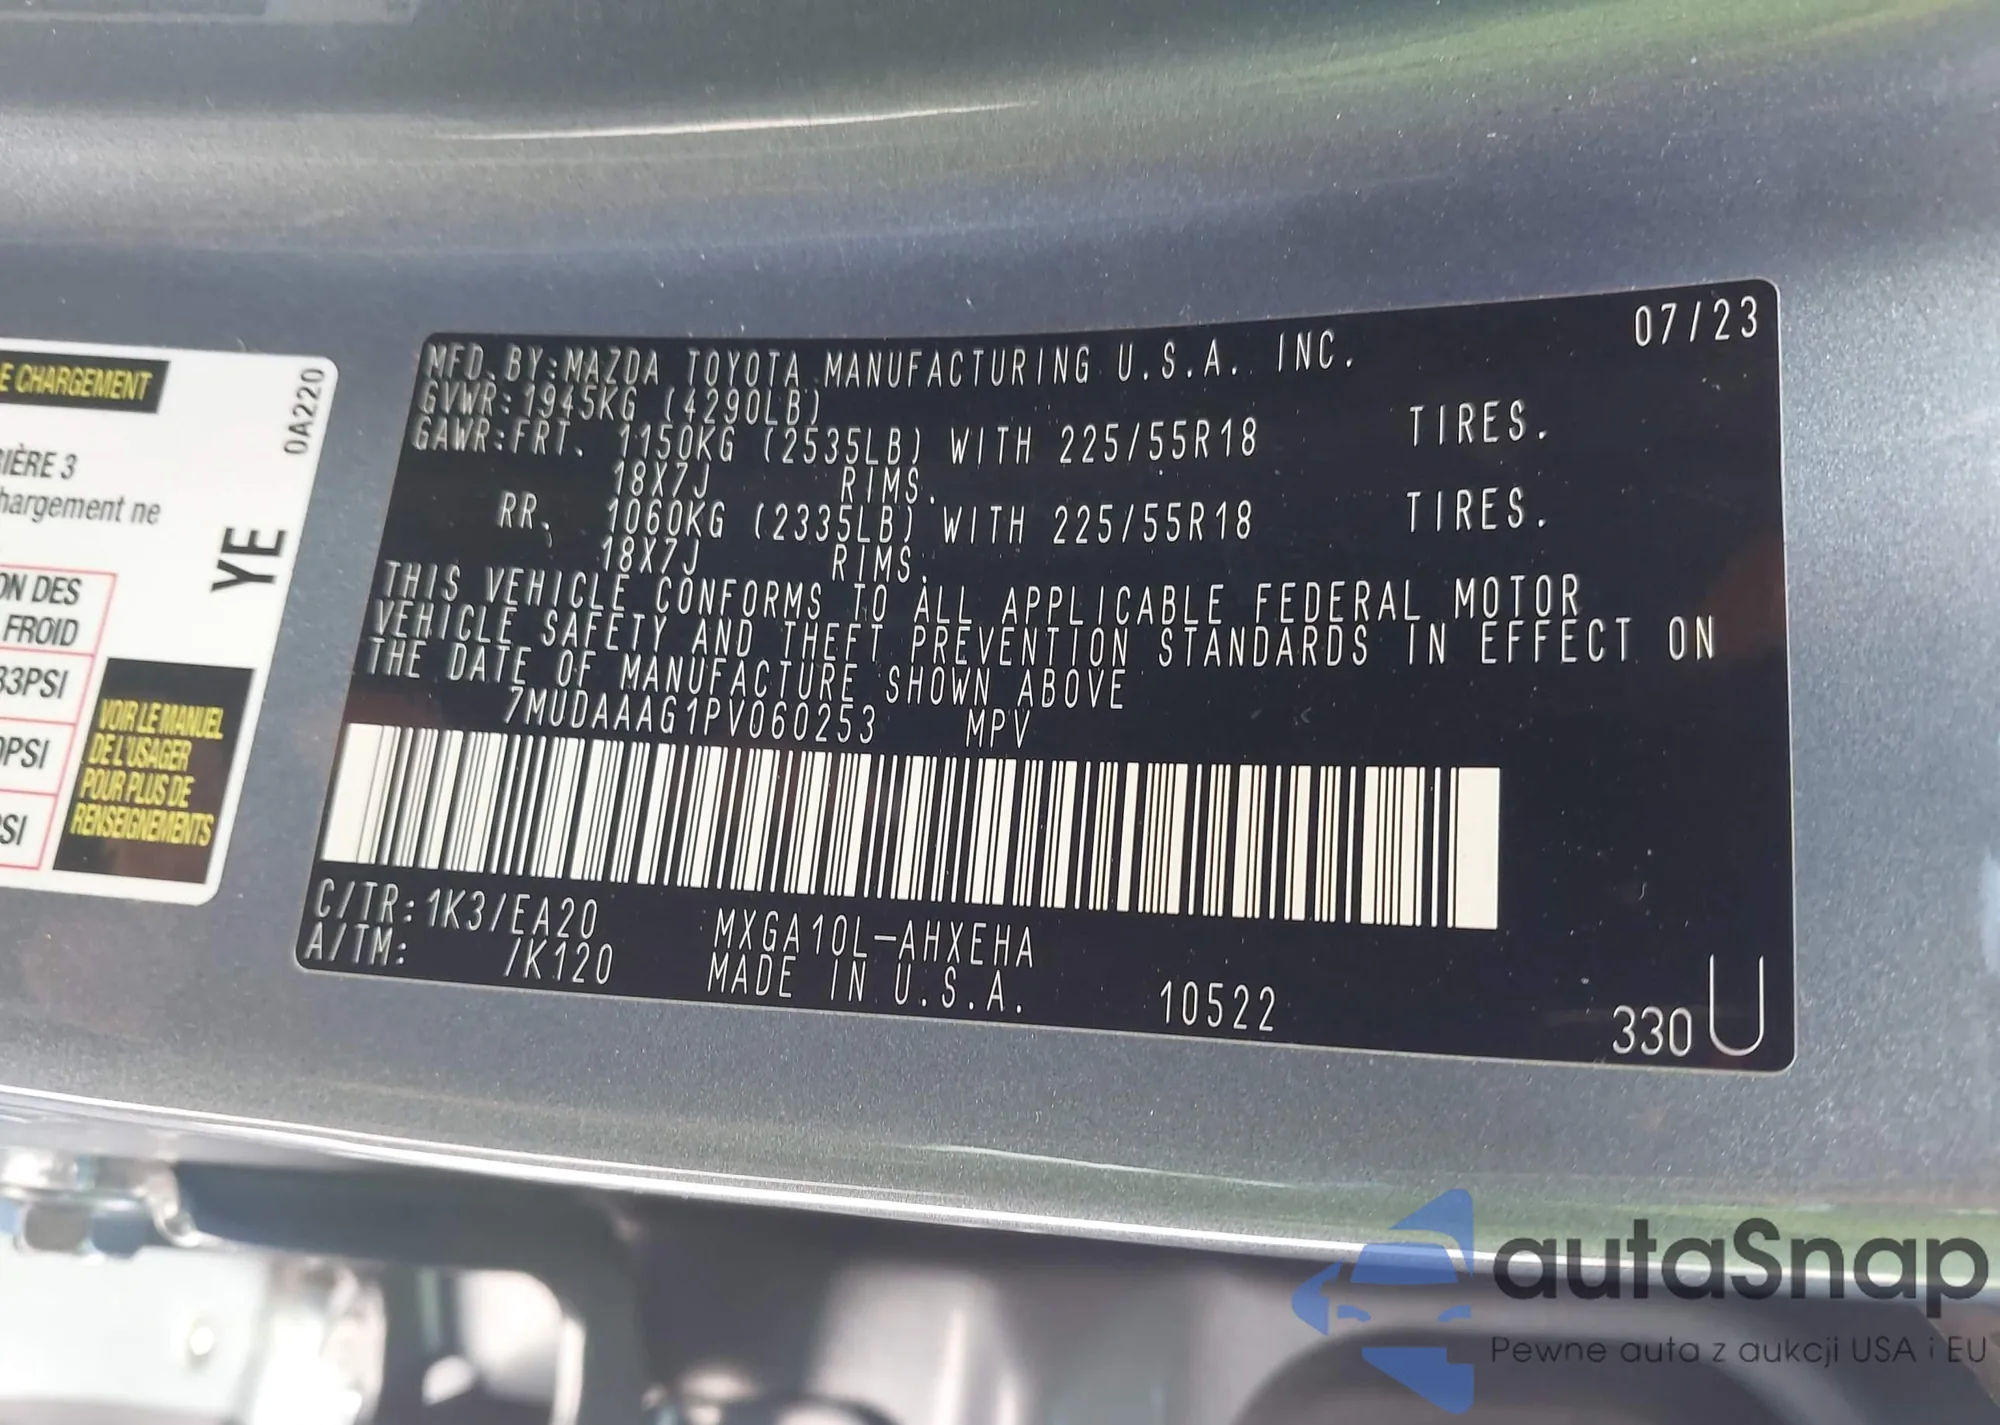 E CHARGEMENT
0A220
IÈRE 3
hargement ne
YE
ON DES
FROID
33PSI
0PSI
SI
VOIR LE MANUEL
DE L'USAGER
POUR PLUS DE
RENSEIGNEMENTS
07/23
MFD. BY:MAZDA TOYOTA MANUFACTURING U.S.A. INC.
GVWR:1945KG (4290LB)
GAWR:FRT. 1150KG (2535LB) WITH 225/55R18 TIRES.
18X7J RIMS.
RR. 1060KG (2335LB) WITH 225/55R18 TIRES.
18X7J RIMS.
THIS VEHICLE CONFORMS TO ALL APPLICABLE FEDERAL MOTOR
VEHICLE SAFETY AND THEFT PREVENTION STANDARDS IN EFFECT ON
THE DATE OF MANUFACTURE SHOWN ABOVE
7MUDAAAG1PV060253 MPV
C/TR:1K3/EA20 MXGA10L-AHXEHA
A/TM: /K120 MADE IN U.S.A. 10522
330U
autaSnap
Pewne auta z aukcji USA i EU